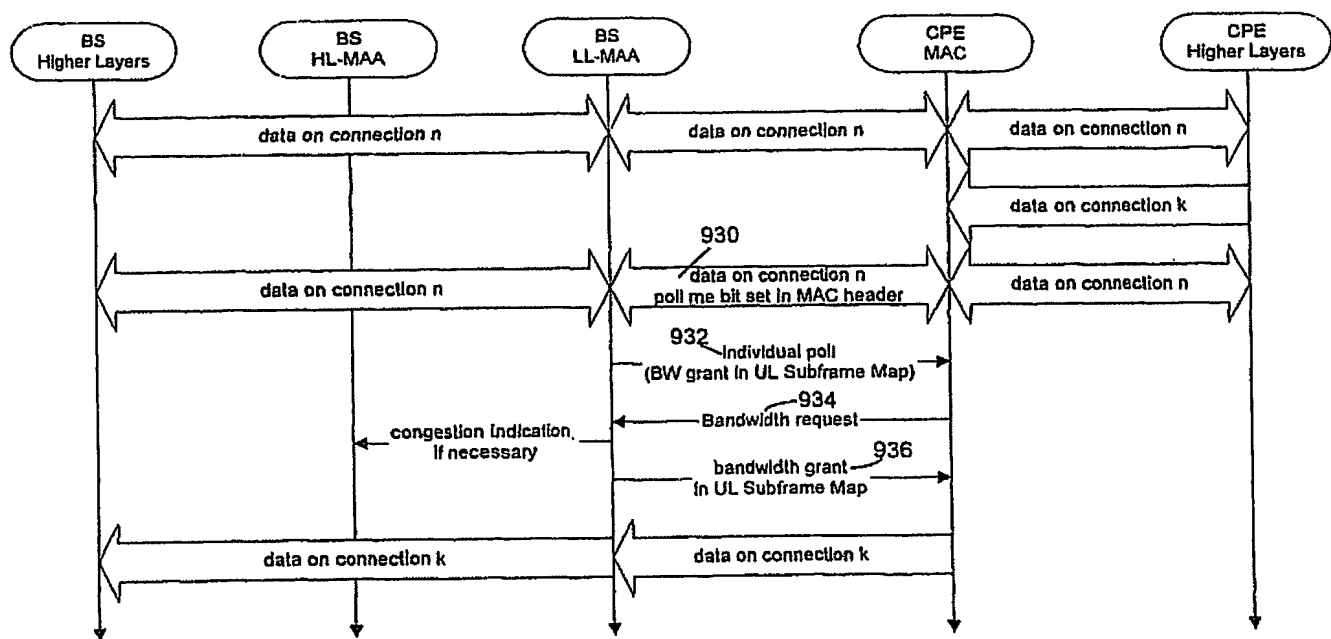 BS
Higher Layers
BS
HL-MAA
BS
LL-MAA
CPE
MAC
CPE
Higher Layers
data on connection n
data on connection n
data on connection n
data on connection k
930
data on connection n
data on connection n
poll me bit set in MAC header
data on connection n
932
Individual poll
(BW grant in UL Subframe Map)
934
Bandwidth request
congestion indication,
if necessary
936
bandwidth grant
in UL Subframe Map
data on connection k
data on connection k